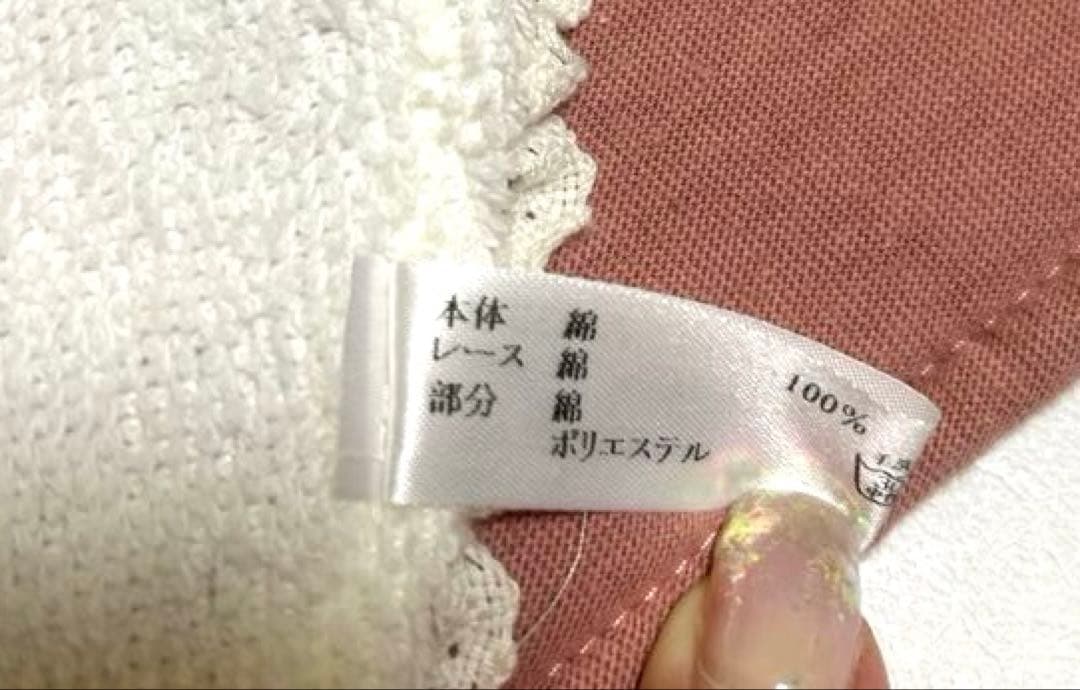 本体 綿 100%
レース 綿
部分 綿
ポリエステル